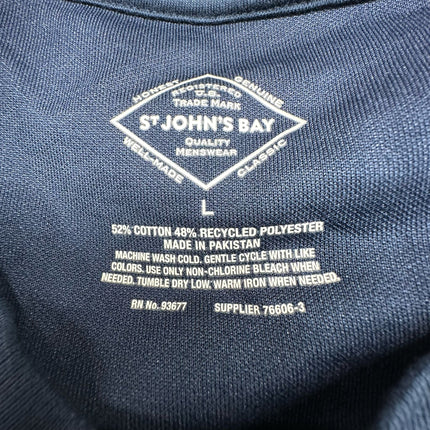 HONEST GENUINE
REGISTERED
U.S.
TRADE MARK
ST JOHN'S BAY
QUALITY
MENSWEAR
WELL-MADE CLASSIC
L
52% COTTON 48% RECYCLED POLYESTER
MADE IN PAKISTAN
MACHINE WASH COLD. GENTLE CYCLE WITH LIKE
COLORS. USE ONLY NON-CHLORINE BLEACH WHEN
NEEDED. TUMBLE DRY LOW. WARM IRON WHEN NEEDED.
RN No. 93677 SUPPLIER 76606-3